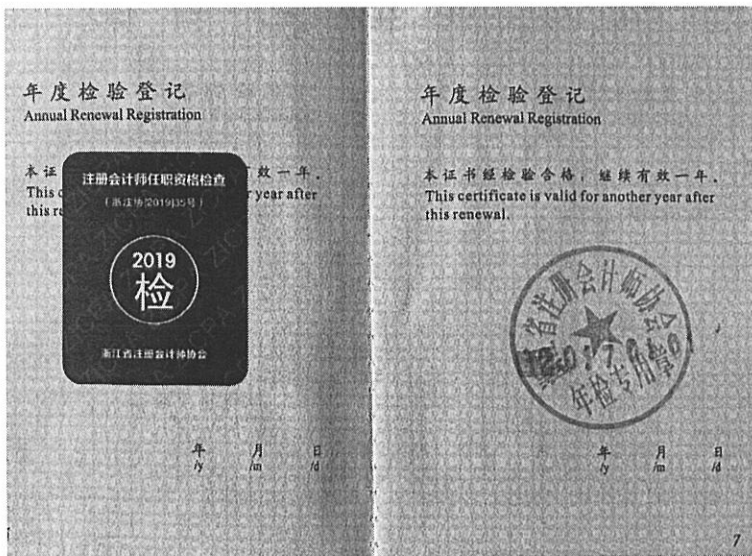 年度检验登记
Annual Renewal Registration
本证
效一年.
This c
r year after
this re
注册会计师任职资格检查
(浙注协[2019]35号)
2019
检
浙江省注册会计师协会
年 月 日
/y /m /d
年度检验登记
Annual Renewal Registration
本证书经检验合格, 继续有效一年.
This certificate is valid for another year after
this renewal.
省注册会计师协会
年检专用章
年 月 日
/y /m /d
7